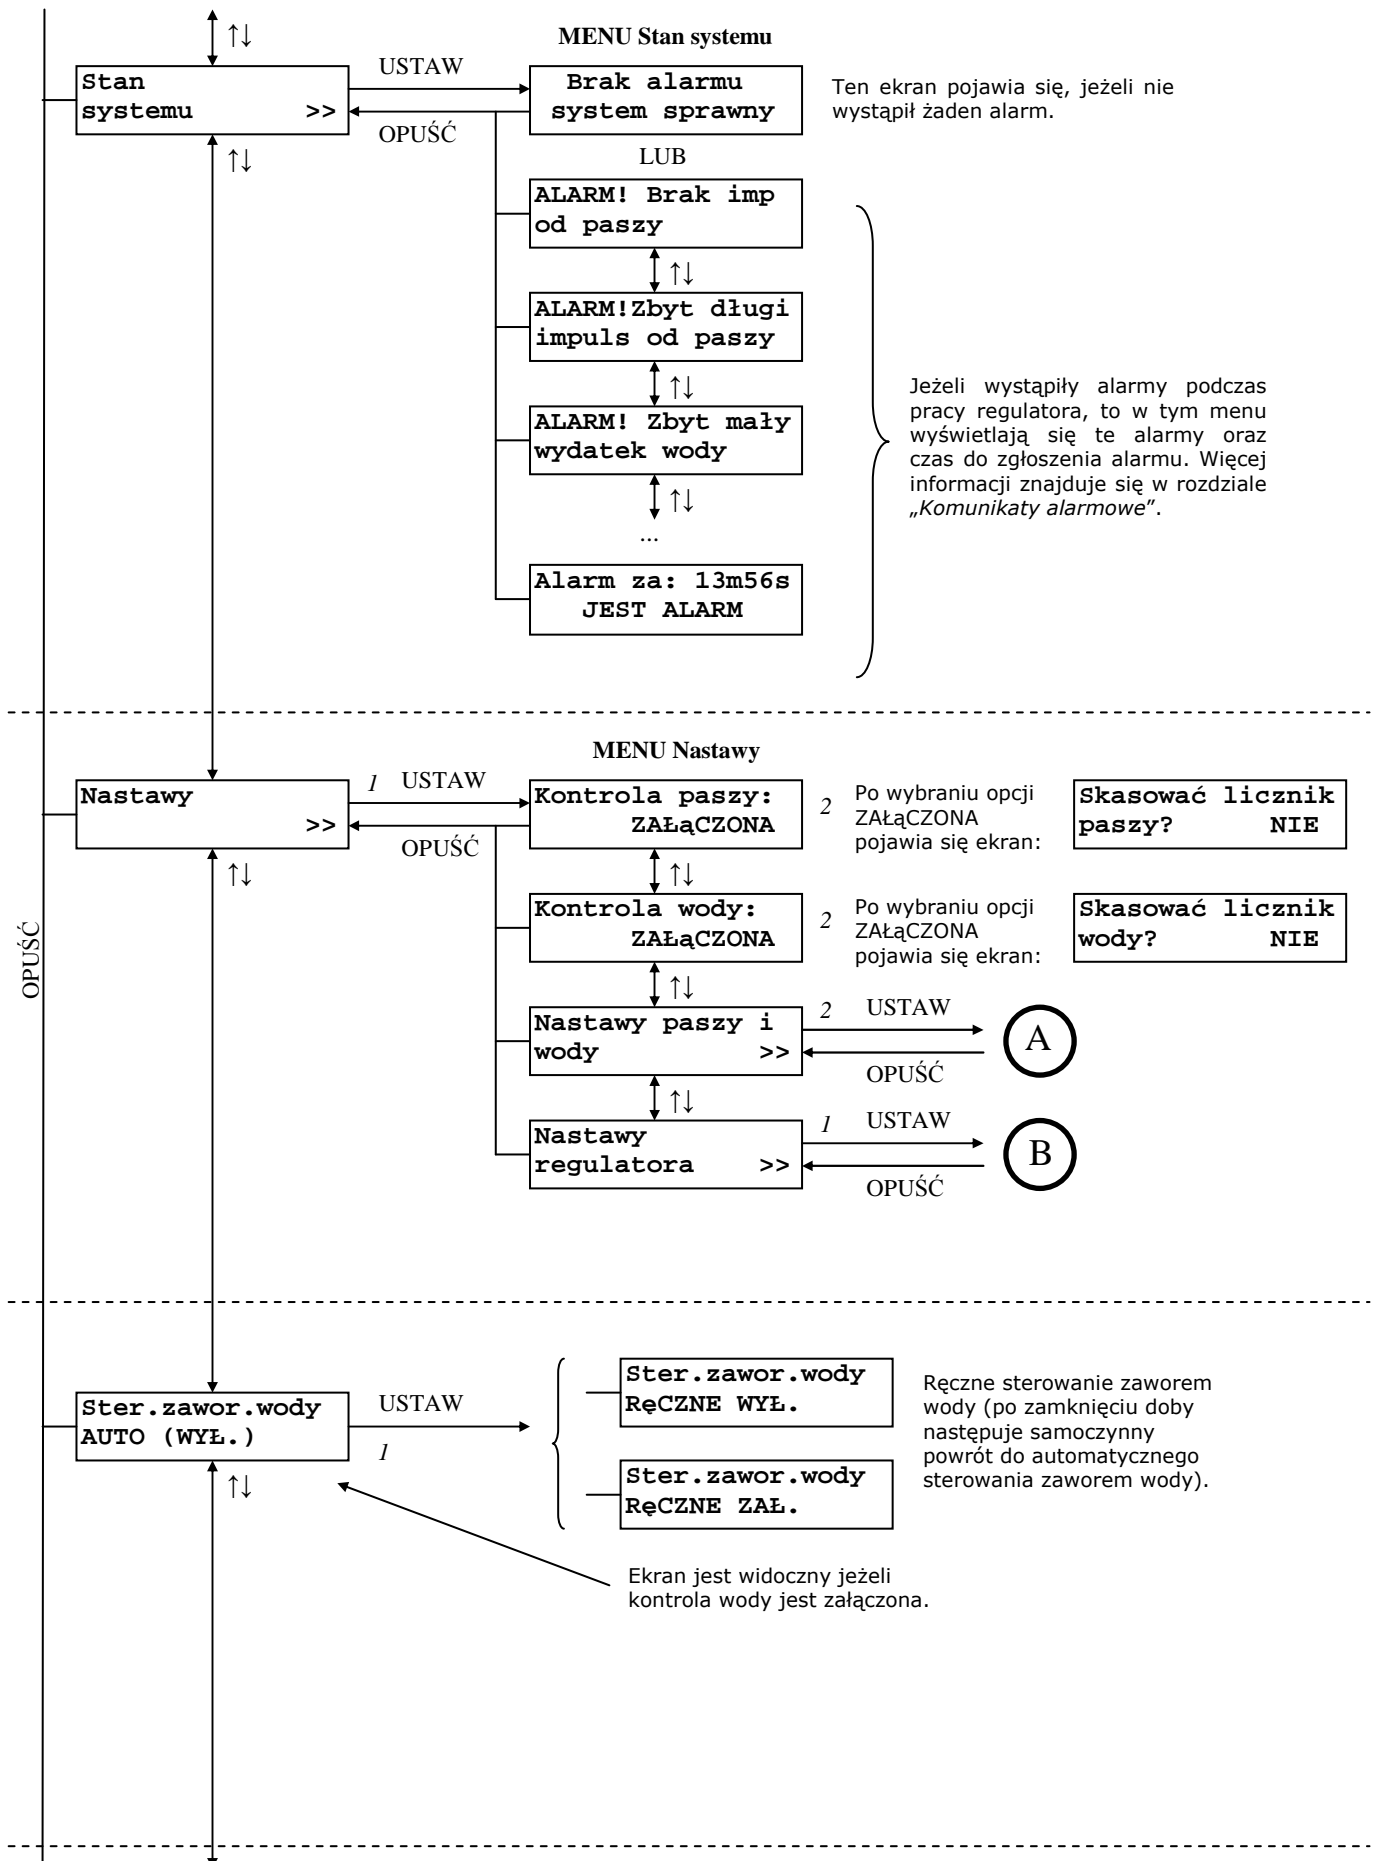 ↑↓
MENU Stan systemu
Stan
systemu >>
USTAW
OPUŚĆ
Brak alarmu
system sprawny
Ten ekran pojawia się, jeżeli nie
wystąpił żaden alarm.
↑↓
LUB
ALARM! Brak imp
od paszy
↑↓
ALARM!Zbyt długi
impuls od paszy
↑↓
ALARM! Zbyt mały
wydatek wody
↑↓
...
Alarm za: 13m56s
JEST ALARM
Jeżeli wystąpiły alarmy podczas
pracy regulatora, to w tym menu
wyświetlają się te alarmy oraz
czas do zgłoszenia alarmu. Więcej
informacji znajduje się w rozdziale
„Komunikaty alarmowe”.
MENU Nastawy
Nastawy
>>
1 USTAW
OPUŚĆ
Kontrola paszy:
ZAŁąCZONA
2 Po wybraniu opcji
ZAŁĄCZONA
pojawia się ekran:
Skasować licznik
paszy? NIE
↑↓
↑↓
Kontrola wody:
ZAŁąCZONA
2 Po wybraniu opcji
ZAŁĄCZONA
pojawia się ekran:
Skasować licznik
wody? NIE
OPUŚĆ
↑↓
Nastawy paszy i
wody >>
2 USTAW
OPUŚĆ
A
↑↓
Nastawy
regulatora >>
1 USTAW
OPUŚĆ
B
Ster.zawor.wody
AUTO (WYŁ.)
USTAW
1
↑↓
Ster.zawor.wody
RęCZNE WYŁ.
Ster.zawor.wody
RęCZNE ZAŁ.
Ręczne sterowanie zaworem
wody (po zamknięciu doby
następuje samoczynny
powrót do automatycznego
sterowania zaworem wody).
Ekran jest widoczny jeżeli
kontrola wody jest załączona.